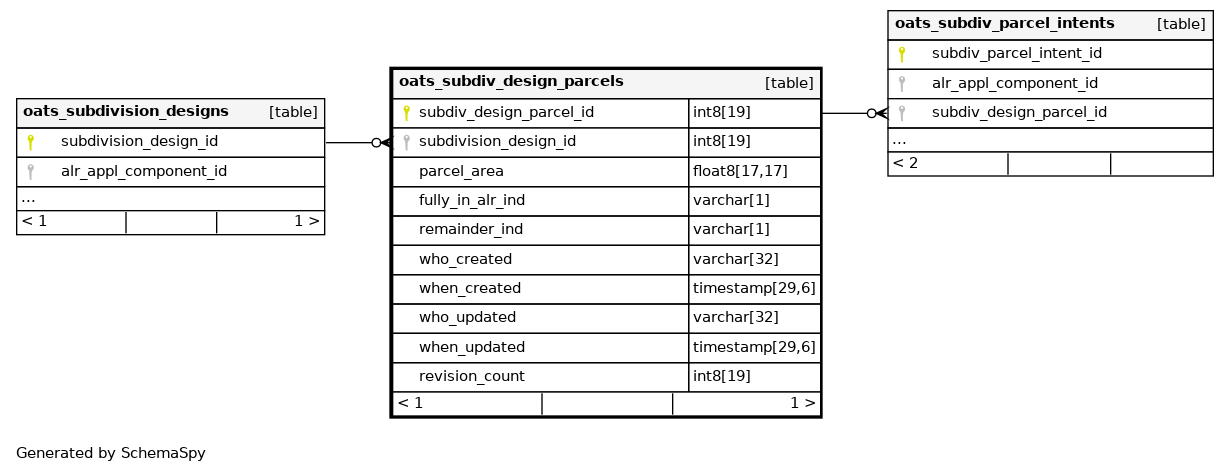 oats_subdivision_designs [table]
subdivision_design_id
alr_appl_component_id
...
< 1 1 >
oats_subdiv_design_parcels [table]
subdiv_design_parcel_id int8[19]
subdivision_design_id int8[19]
parcel_area float8[17,17]
fully_in_alr_ind varchar[1]
remainder_ind varchar[1]
who_created varchar[32]
when_created timestamp[29,6]
who_updated varchar[32]
when_updated timestamp[29,6]
revision_count int8[19]
< 1 1 >
oats_subdiv_parcel_intents [table]
subdiv_parcel_intent_id
alr_appl_component_id
subdiv_design_parcel_id
...
< 2
Generated by SchemaSpy